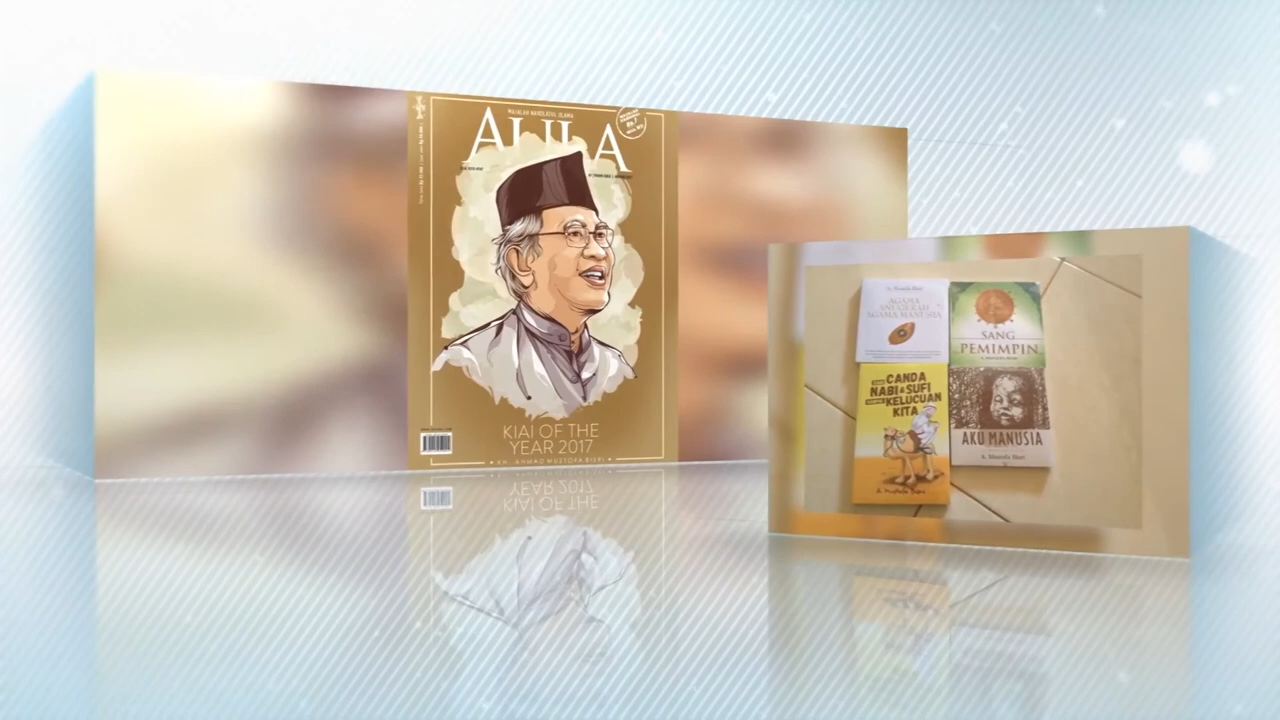 MAJALAH NAHDLATUL ULAMA
AULA
KIAI OF THE
YEAR 2017
• KH. AHMAD MUSTOFA BISRI •
A. Mustofa Bisri
AGAMA
ANUGERAH
AGAMA MANUSIA
SANG
PEMIMPIN
CANDA
NABI & SUFI
KELUCUAN
KITA
A. Mustofa Bisri
AKU MANUSIA
A. Mustofa Bisri